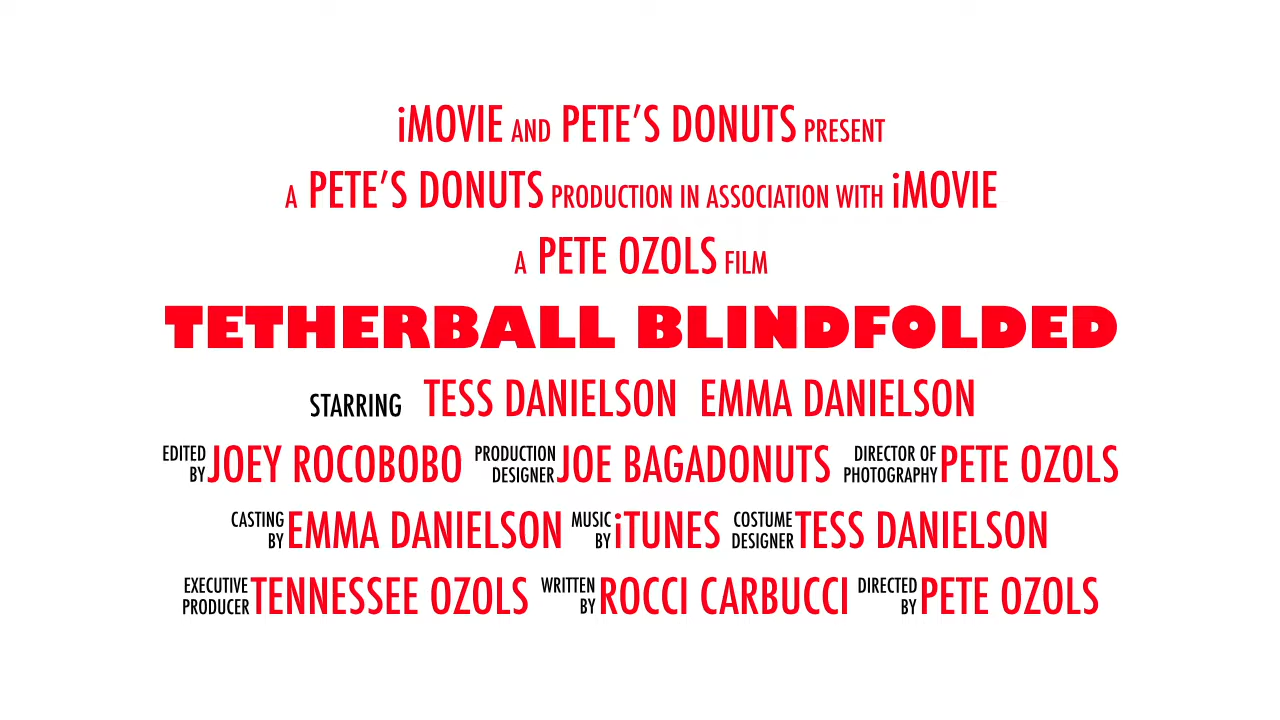 iMOVIE AND PETE'S DONUTS PRESENT
A PETE'S DONUTS PRODUCTION IN ASSOCIATION WITH iMOVIE
A PETE OZOLS FILM
TETHERBALL BLINDFOLDED
STARRING TESS DANIELSON EMMA DANIELSON
EDITED BY JOEY ROCOBOBO PRODUCTION DESIGNER JOE BAGADONUTS DIRECTOR OF PHOTOGRAPHY PETE OZOLS
CASTING BY EMMA DANIELSON MUSIC BY iTUNES COSTUME DESIGNER TESS DANIELSON
EXECUTIVE PRODUCER TENNESSEE OZOLS WRITTEN BY ROCCI CARBUCCI DIRECTED BY PETE OZOLS